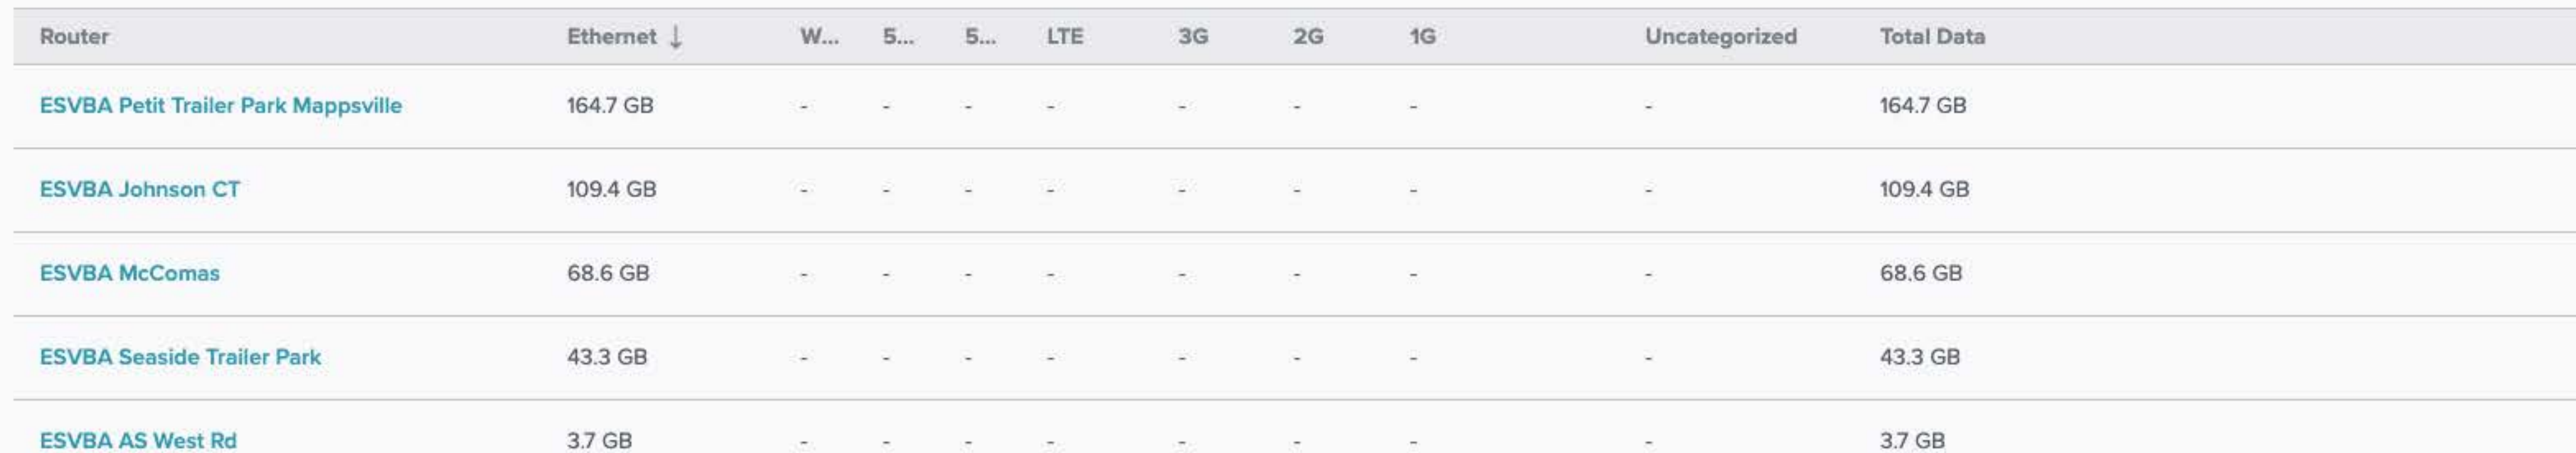 Router Ethernet ↓ W... 5... 5... LTE 3G 2G 1G Uncategorized Total Data
ESVBA Petit Trailer Park Mappsville 164.7 GB - - - - - - - - 164.7 GB
ESVBA Johnson CT 109.4 GB - - - - - - - - 109.4 GB
ESVBA McComas 68.6 GB - - - - - - - - 68.6 GB
ESVBA Seaside Trailer Park 43.3 GB - - - - - - - - 43.3 GB
ESVBA AS West Rd 3.7 GB - - - - - - - - 3.7 GB